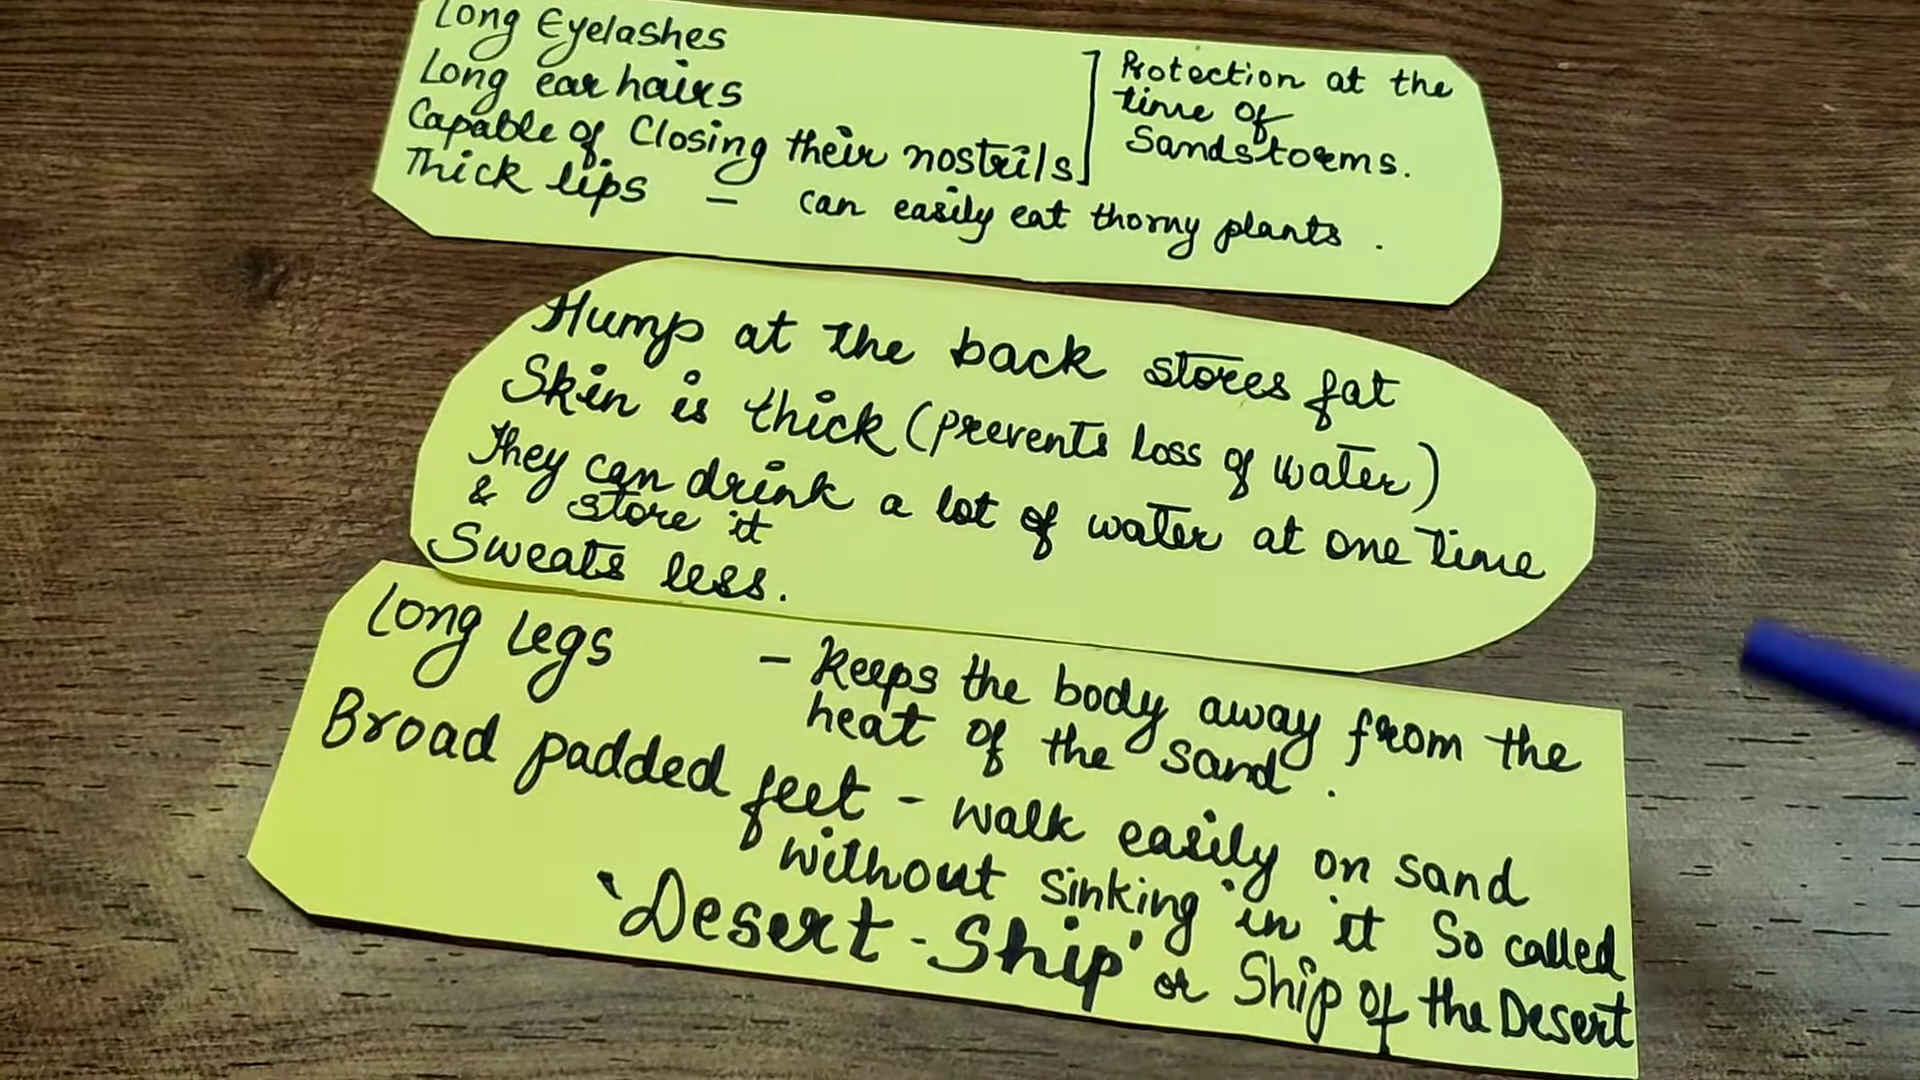 Long Eyelashes
Long ear hairs
Capable of Closing their nostrils
Protection at the
time of
Sandstorms.
Thick lips - can easily eat thorny plants.
Hump at the back stores fat
Skin is thick (prevents loss of water)
They can drink a lot of water at one time
& store it
Sweats less.
Long Legs - keeps the body away from the
heat of the sand.
Broad padded feet - walk easily on sand
without sinking in it So called
'Desert-Ship' or Ship of the Desert